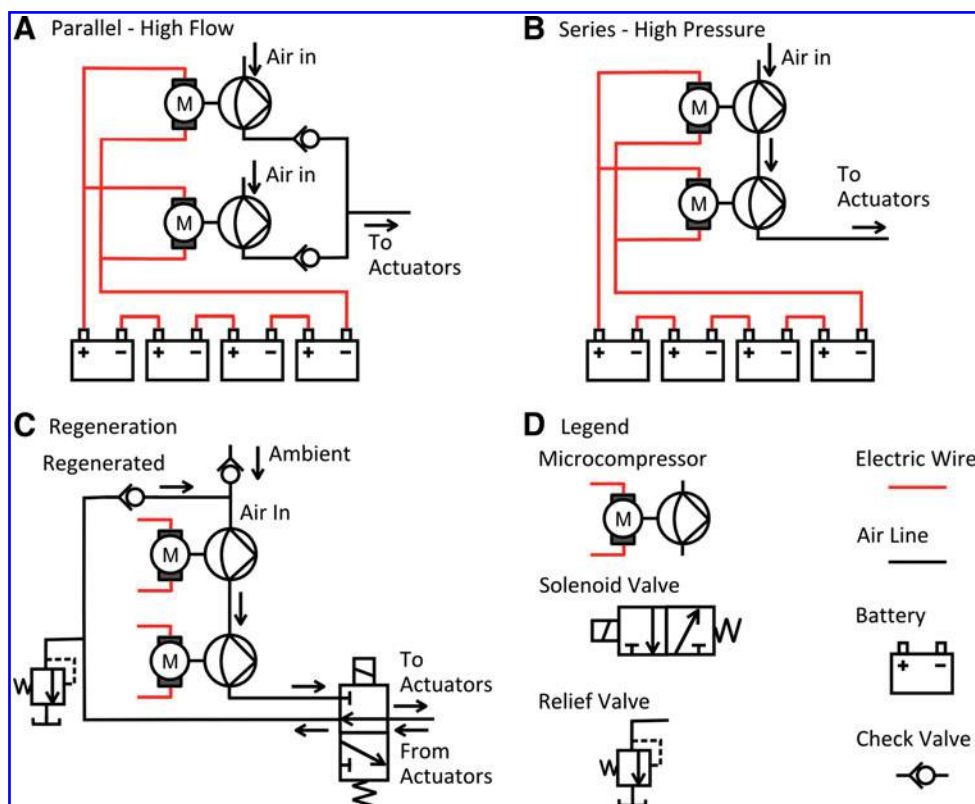 A Parallel - High Flow
Air in
M
Air in
M
To
Actuators
+ - + - + - + -
B Series - High Pressure
Air in
M
M
To
Actuators
+ - + - + - + -
C Regeneration
Regenerated
Ambient
Air In
M
M
To
Actuators
From
Actuators
D Legend
Microcompressor
M
Solenoid Valve
Relief Valve
Electric Wire
Air Line
Battery
+ -
Check Valve